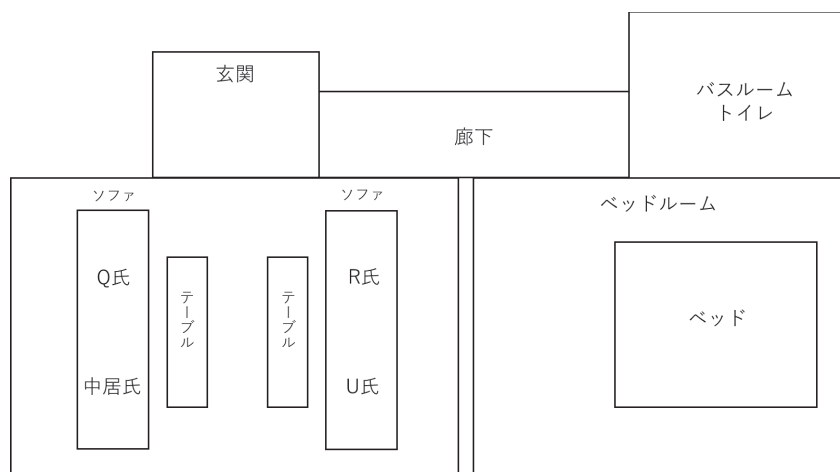 玄関
バスルーム
トイレ
廊下
ソファ
ソファ
ベッドルーム
Q氏
テーブル
テーブル
R氏
ベッド
中居氏
U氏